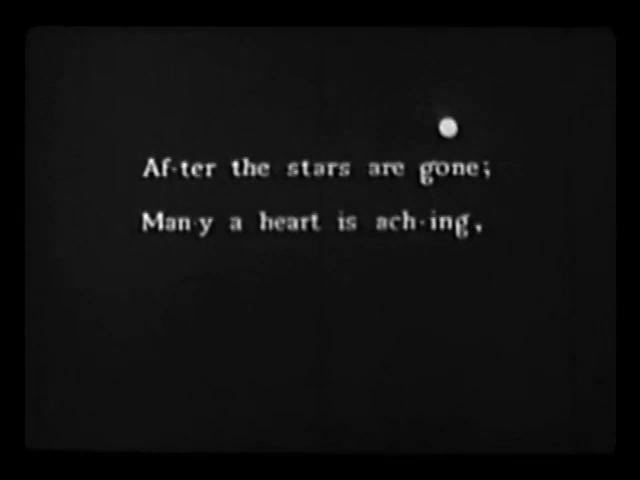 Af-ter the stars are gone;
Man-y a heart is ach-ing,